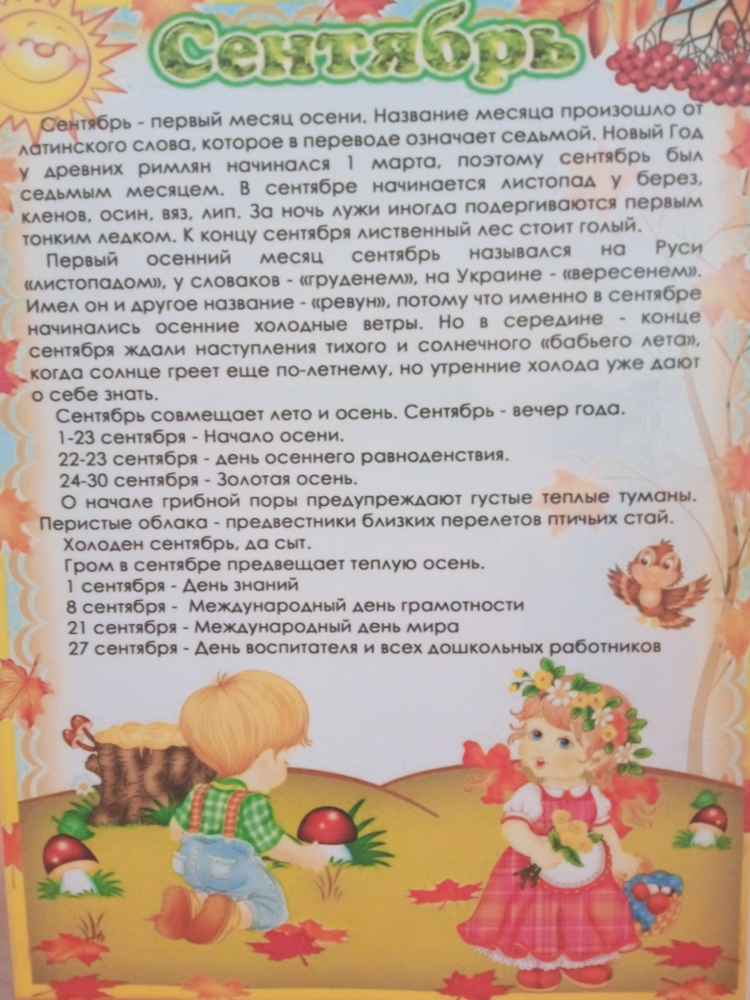 Сентябрь
Сентябрь - первый месяц осени. Название месяца произошло от
латинского слова, которое в переводе означает седьмой. Новый Год
у древних римлян начинался 1 марта, поэтому сентябрь был
седьмым месяцем. В сентябре начинается листопад у берез,
кленов, осин, вяз, лип. За ночь лужи иногда подергиваются первым
тонким ледком. К концу сентября лиственный лес стоит голый.
Первый осенний месяц сентябрь назывался на Руси
«листопадом», у словаков - «груденем», на Украине - «вересенем».
Имел он и другое название - «ревун», потому что именно в сентябре
начинались осенние холодные ветры. Но в середине - конце
сентября ждали наступления тихого и солнечного «бабьего лета»,
когда солнце греет еще по-летнему, но утренние холода уже дают
о себе знать.
Сентябрь совмещает лето и осень. Сентябрь - вечер года.
1-23 сентября - Начало осени.
22-23 сентября - день осеннего равноденствия.
24-30 сентября - Золотая осень.
О начале грибной поры предупреждают густые теплые туманы.
Перистые облака - предвестники близких перелетов птичьих стай.
Холоден сентябрь, да сыт.
Гром в сентябре предвещает теплую осень.
1 сентября - День знаний
8 сентября - Международный день грамотности
21 сентября - Международный день мира
27 сентября - День воспитателя и всех дошкольных работников